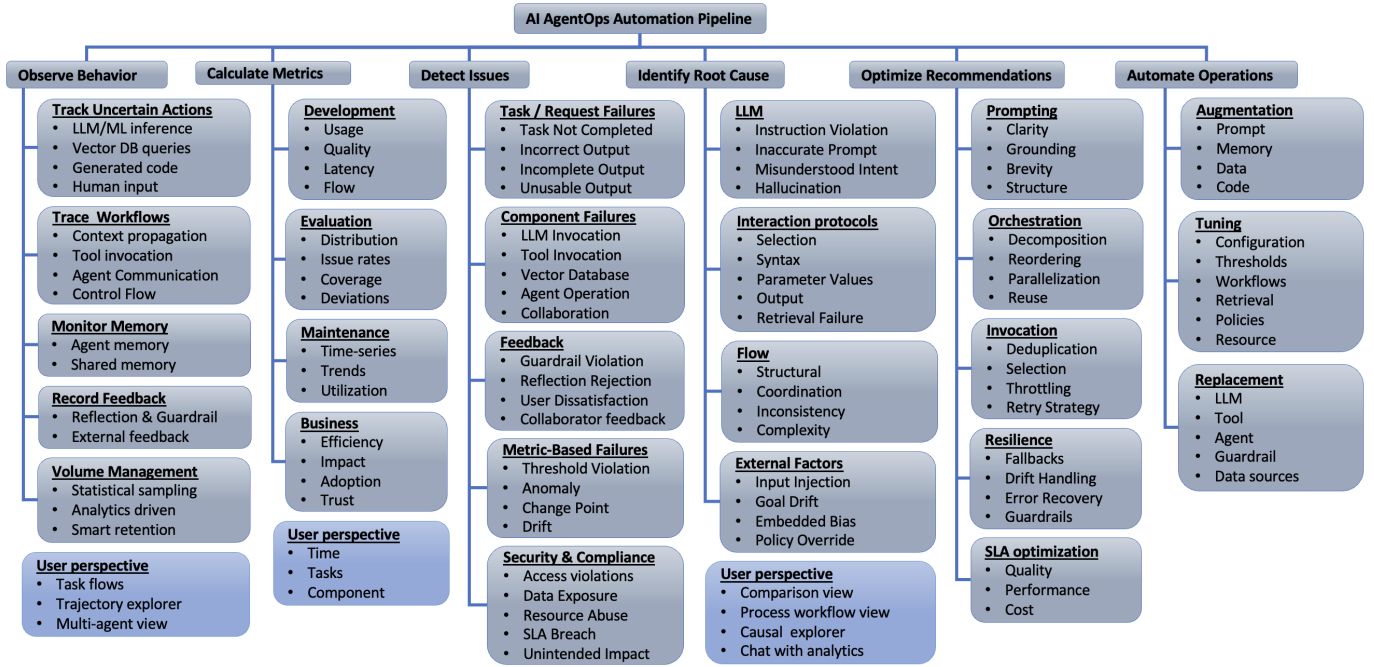 AI AgentOps Automation Pipeline
Observe Behavior
Track Uncertain Actions
• LLM/ML inference
• Vector DB queries
• Generated code
• Human input
Trace Workflows
• Context propagation
• Tool invocation
• Agent Communication
• Control Flow
Monitor Memory
• Agent memory
• Shared memory
Record Feedback
• Reflection & Guardrail
• External feedback
Volume Management
• Statistical sampling
• Analytics driven
• Smart retention
User perspective
• Task flows
• Trajectory explorer
• Multi-agent view
Calculate Metrics
Development
• Usage
• Quality
• Latency
• Flow
Evaluation
• Distribution
• Issue rates
• Coverage
• Deviations
Maintenance
• Time-series
• Trends
• Utilization
Business
• Efficiency
• Impact
• Adoption
• Trust
User perspective
• Time
• Tasks
• Component
Detect Issues
Task / Request Failures
• Task Not Completed
• Incorrect Output
• Incomplete Output
• Unusable Output
Component Failures
• LLM Invocation
• Tool Invocation
• Vector Database
• Agent Operation
• Collaboration
Feedback
• Guardrail Violation
• Reflection Rejection
• User Dissatisfaction
• Collaborator feedback
Metric-Based Failures
• Threshold Violation
• Anomaly
• Change Point
• Drift
Security & Compliance
• Access violations
• Data Exposure
• Resource Abuse
• SLA Breach
• Unintended Impact
Identify Root Cause
LLM
• Instruction Violation
• Inaccurate Prompt
• Misunderstood Intent
• Hallucination
Interaction protocols
• Selection
• Syntax
• Parameter Values
• Output
• Retrieval Failure
Flow
• Structural
• Coordination
• Inconsistency
• Complexity
External Factors
• Input Injection
• Goal Drift
• Embedded Bias
• Policy Override
User perspective
• Comparison view
• Process workflow view
• Causal explorer
• Chat with analytics
Optimize Recommendations
Prompting
• Clarity
• Grounding
• Brevity
• Structure
Orchestration
• Decomposition
• Reordering
• Parallelization
• Reuse
Invocation
• Deduplication
• Selection
• Throttling
• Retry Strategy
Resilience
• Fallbacks
• Drift Handling
• Error Recovery
• Guardrails
SLA optimization
• Quality
• Performance
• Cost
Automate Operations
Augmentation
• Prompt
• Memory
• Data
• Code
Tuning
• Configuration
• Thresholds
• Workflows
• Retrieval
• Policies
• Resource
Replacement
• LLM
• Tool
• Agent
• Guardrail
• Data sources